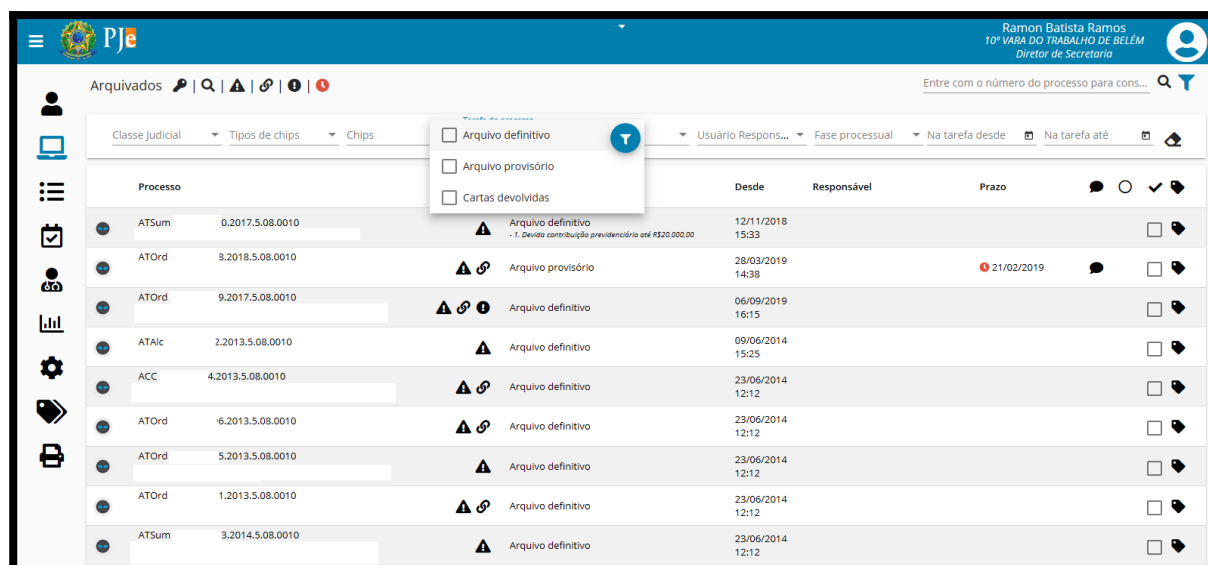 PJe
Ramon Batista Ramos
10ª VARA DO TRABALHO DE BELÉM
Diretor de Secretaria
Arquivados | | | | |
Entre com o número do processo para cons...
Classe Judicial Tipos de chips Chips Usuário Respons... Fase processual Na tarefa desde Na tarefa até
Tarefa do processo
Arquivo definitivo
Arquivo provisório
Cartas devolvidas
Processo Desde Responsável Prazo
ATSum 0.2017.5.08.0010 Arquivo definitivo 12/11/2018
- 1. Devida contribuição previdenciária até R$20.000,00 15:33
ATOrd 8.2018.5.08.0010 Arquivo provisório 28/03/2019 21/02/2019
14:38
ATOrd 9.2017.5.08.0010 Arquivo definitivo 06/09/2019
16:15
ATAlc 2.2013.5.08.0010 Arquivo definitivo 09/06/2014
15:25
ACC 4.2013.5.08.0010 Arquivo definitivo 23/06/2014
12:12
ATOrd 6.2013.5.08.0010 Arquivo definitivo 23/06/2014
12:12
ATOrd 5.2013.5.08.0010 Arquivo definitivo 23/06/2014
12:12
ATOrd 1.2013.5.08.0010 Arquivo definitivo 23/06/2014
12:12
ATSum 3.2014.5.08.0010 Arquivo definitivo 23/06/2014
12:12